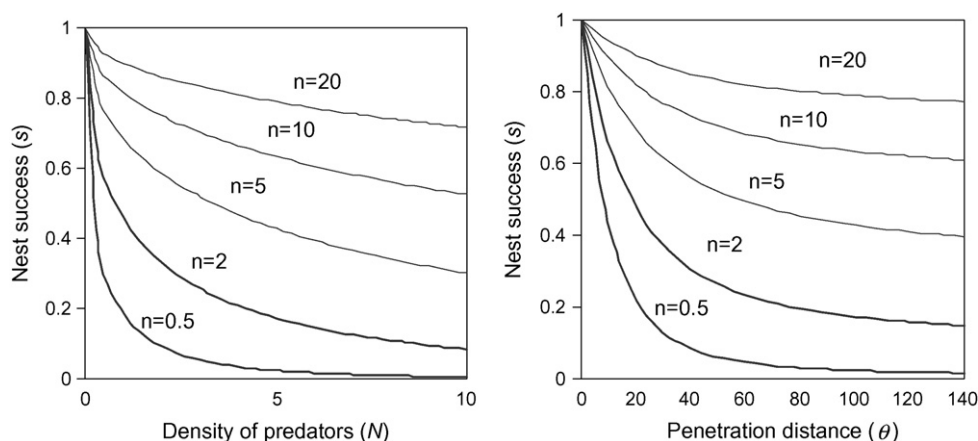 Nest success (s)
1
0.8
0.6
0.4
0.2
0
n=20
n=10
n=5
n=2
n=0.5
0 5 10
Density of predators (N)
Nest success (s)
1
0.8
0.6
0.4
0.2
0
n=20
n=10
n=5
n=2
n=0.5
0 20 40 60 80 100 120 140
Penetration distance (θ)